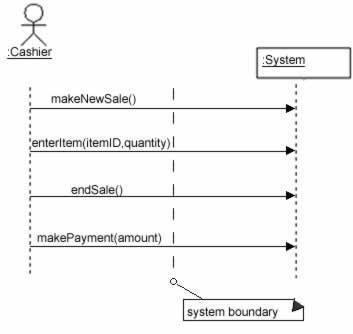 :Cashier
:System
makeNewSale()
enterItem(itemID,quantity)
endSale()
makePayment(amount)
system boundary